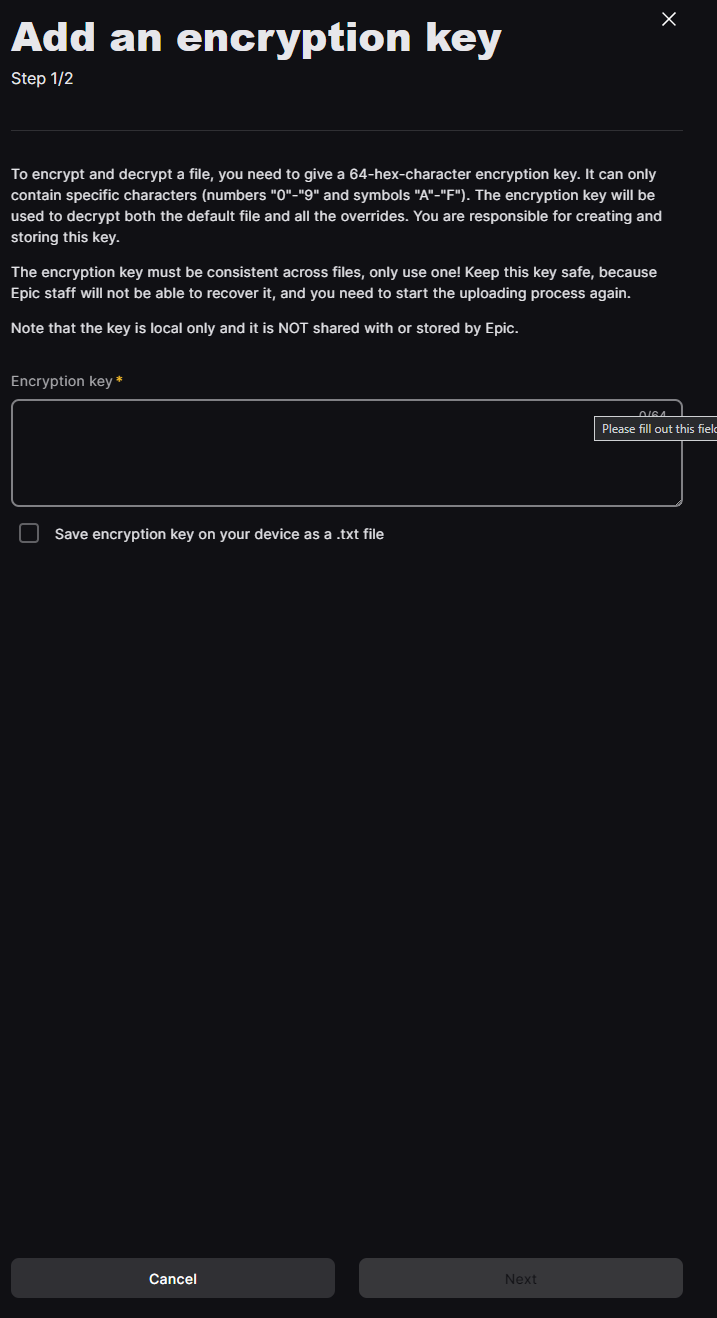 Add an encryption key
Step 1/2
To encrypt and decrypt a file, you need to give a 64-hex-character encryption key. It can only
contain specific characters (numbers "0"-"9" and symbols "A"-"F"). The encryption key will be
used to decrypt both the default file and all the overrides. You are responsible for creating and
storing this key.
The encryption key must be consistent across files, only use one! Keep this key safe, because
Epic staff will not be able to recover it, and you need to start the uploading process again.
Note that the key is local only and it is NOT shared with or stored by Epic.
Encryption key *
0/64
Please fill out this field
Save encryption key on your device as a .txt file
Cancel
Next